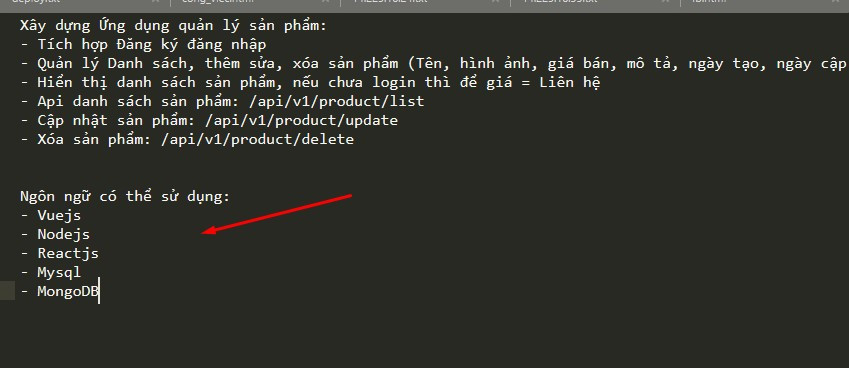 Xây dựng Ứng dụng quản lý sản phẩm:
- Tích hợp Đăng ký đăng nhập
- Quản lý Danh sách, thêm sửa, xóa sản phẩm (Tên, hình ảnh, giá bán, mô tả, ngày tạo, ngày cập
- Hiển thị danh sách sản phẩm, nếu chưa login thì để giá = Liên hệ
- Api danh sách sản phẩm: /api/v1/product/list
- Cập nhật sản phẩm: /api/v1/product/update
- Xóa sản phẩm: /api/v1/product/delete
Ngôn ngữ có thể sử dụng:
- Vuejs
- Nodejs
- Reactjs
- Mysql
- MongoDB